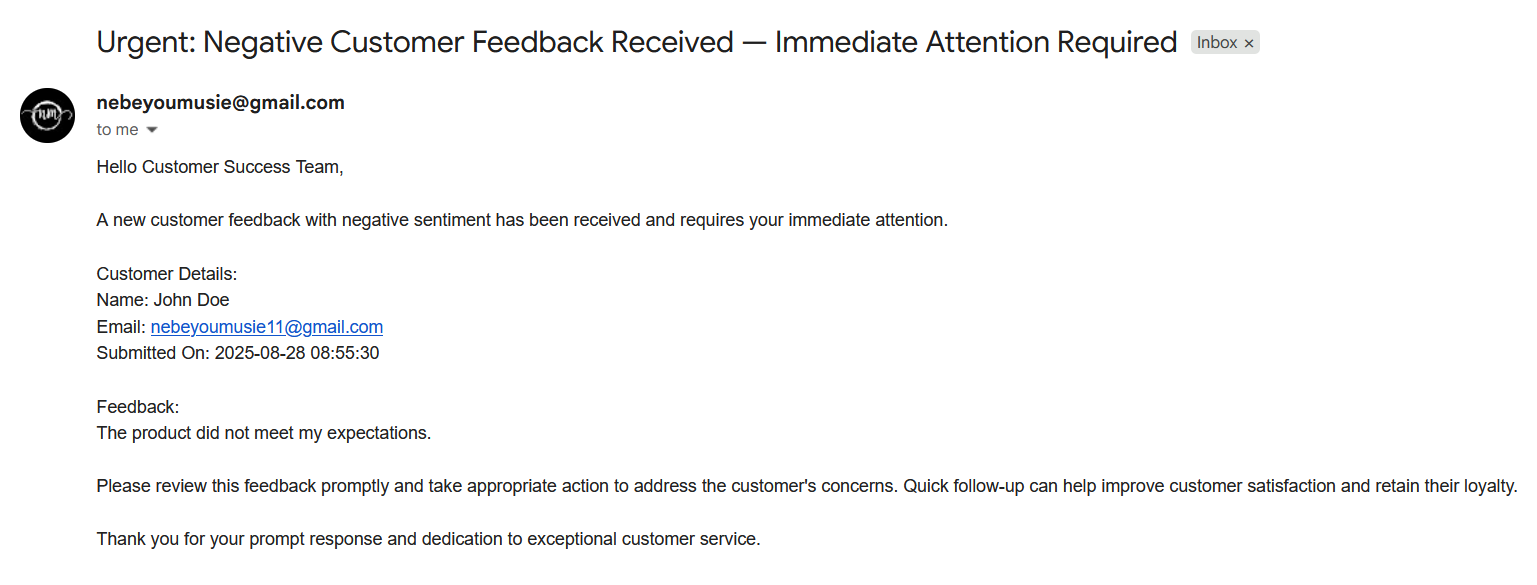 Urgent: Negative Customer Feedback Received — Immediate Attention Required Inbox ×
nm
nebeyoumusie@gmail.com
to me
Hello Customer Success Team,
A new customer feedback with negative sentiment has been received and requires your immediate attention.
Customer Details:
Name: John Doe
Email: nebeyoumusie11@gmail.com
Submitted On: 2025-08-28 08:55:30
Feedback:
The product did not meet my expectations.
Please review this feedback promptly and take appropriate action to address the customer's concerns. Quick follow-up can help improve customer satisfaction and retain their loyalty.
Thank you for your prompt response and dedication to exceptional customer service.